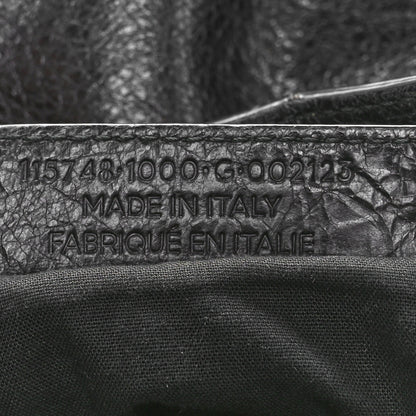 115748·1000·G·002123
MADE IN ITALY
FABRIQUÉ EN ITALIE